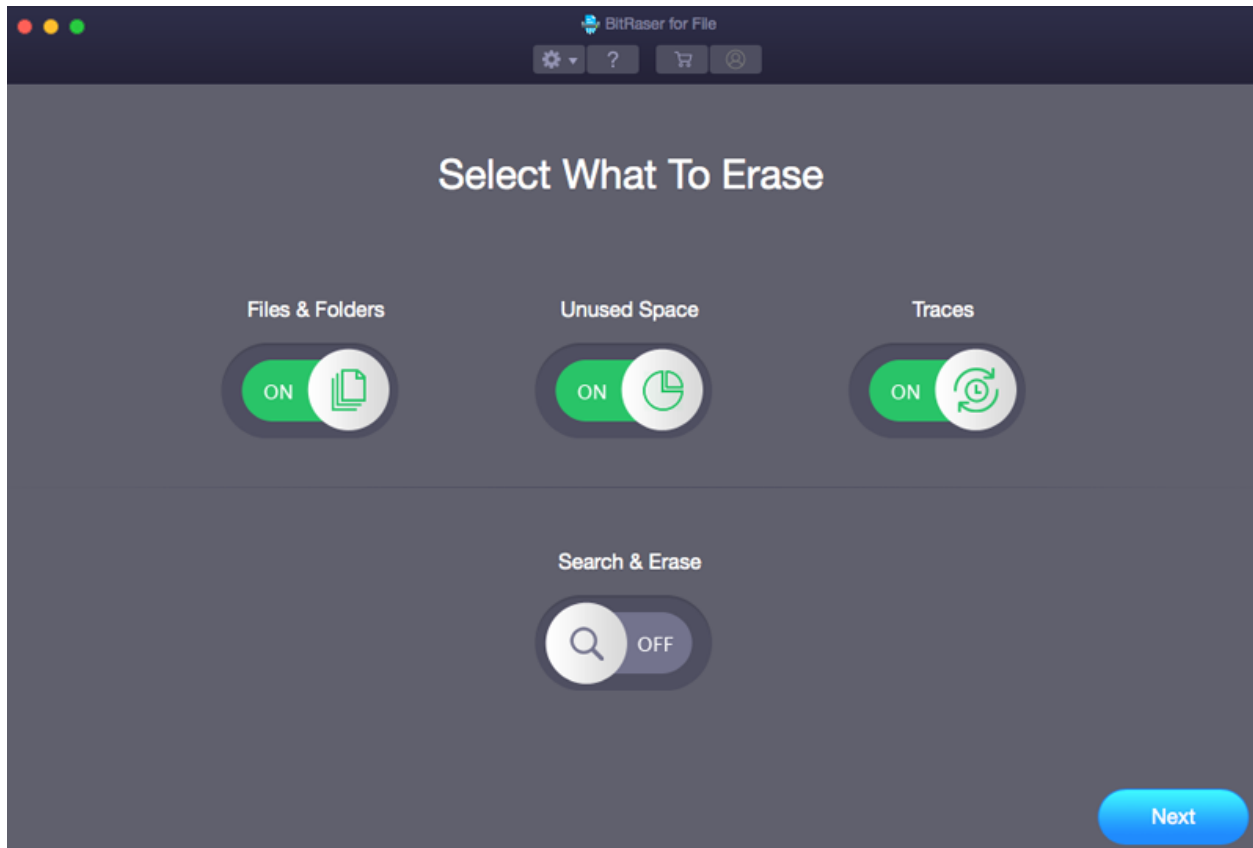 BitRaser for File
?
Select What To Erase
Files & Folders
Unused Space
Traces
ON
ON
ON
Search & Erase
OFF
Next